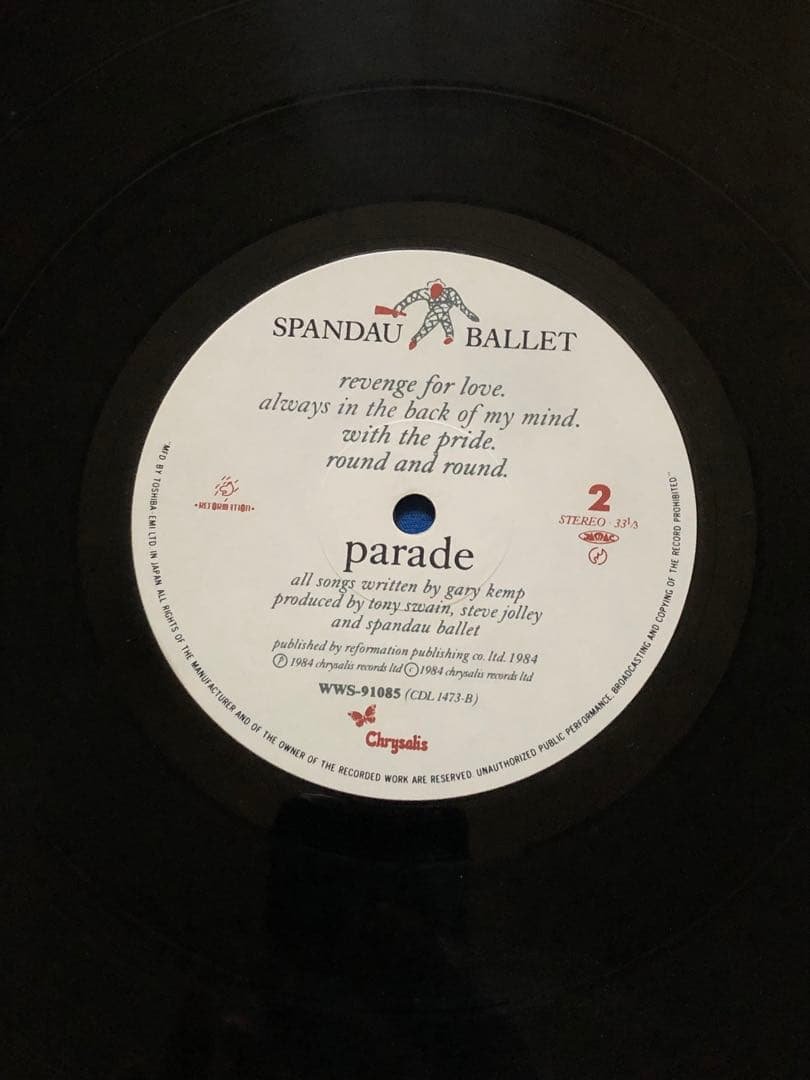 SPANDAU BALLET
revenge for love.
always in the back of my mind.
with the pride.
round and round.
•REFORMATION•
2
STEREO · 33⅓
parade
all songs written by gary kemp
produced by tony swain, steve jolley
and spandau ballet
published by reformation publishing co. ltd. 1984
Ⓟ 1984 chrysalis records ltd Ⓒ 1984 chrysalis records ltd
WWS-91085 (CDL 1473-B)
Chrysalis
"MF'D BY TOSHIBA EMI LTD. IN JAPAN ALL RIGHTS OF THE MANUFACTURER AND OF THE OWNER OF THE RECORDED WORK ARE RESERVED. UNAUTHORIZED PUBLIC PERFORMANCE, BROADCASTING AND COPYING OF THE RECORD PROHIBITED"